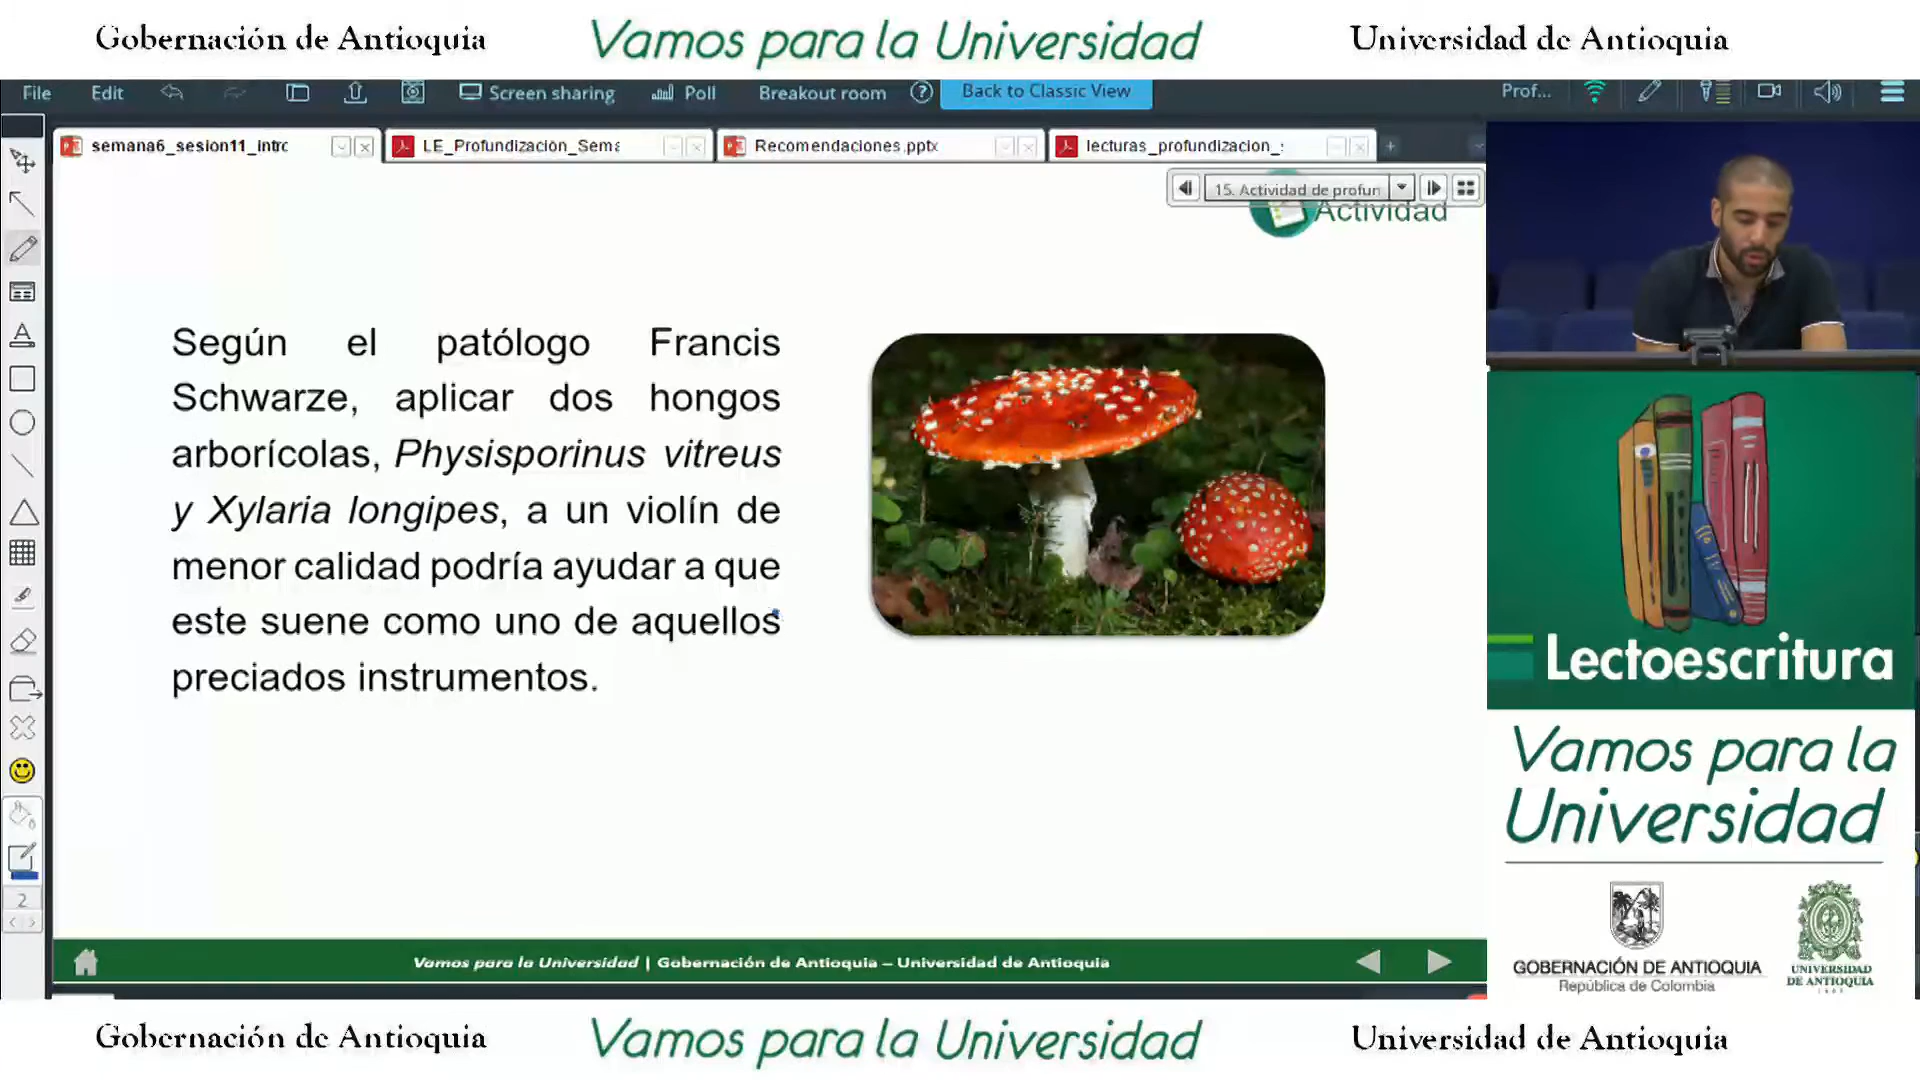 Gobernación de Antioquia
Vamos para la Universidad
Universidad de Antioquia
File Edit Screen sharing Poll Breakout room ? Back to Classic View Prof...
semana6_sesion11_intrc
LE_Profundizacion_Sema
Recomendaciones.pptx
lecturas_profundizacion_s
15. Actividad de profun
Actividad
Según el patólogo Francis
Schwarze, aplicar dos hongos
arborícolas, Physisporinus vitreus
y Xylaria longipes, a un violín de
menor calidad podría ayudar a que
este suene como uno de aquellos
preciados instrumentos.
2
Lectoescritura
Vamos para la
Universidad
GOBERNACIÓN DE ANTIOQUIA
República de Colombia
UNIVERSIDAD
DE ANTIOQUIA
Vamos para la Universidad | Gobernación de Antioquia – Universidad de Antioquia
Gobernación de Antioquia
Vamos para la Universidad
Universidad de Antioquia